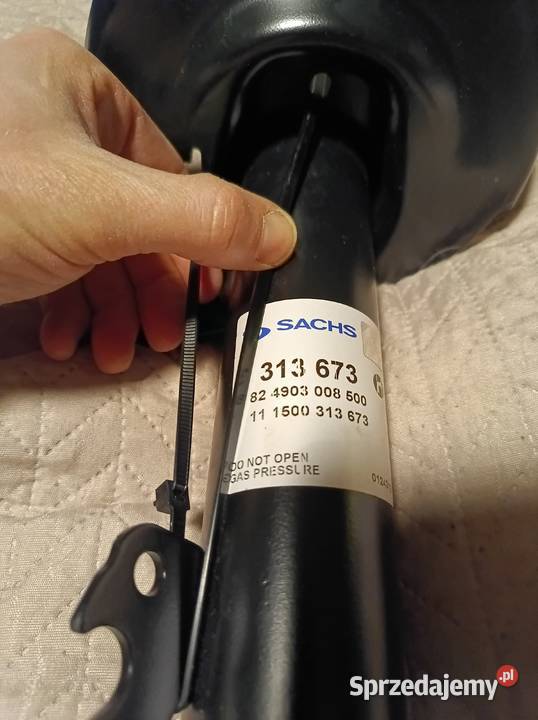 SACHS
313 673
82 4903 008 500
11 1500 313 673
DO NOT OPEN
GAS PRESSURE
Sprzedajemy.pl